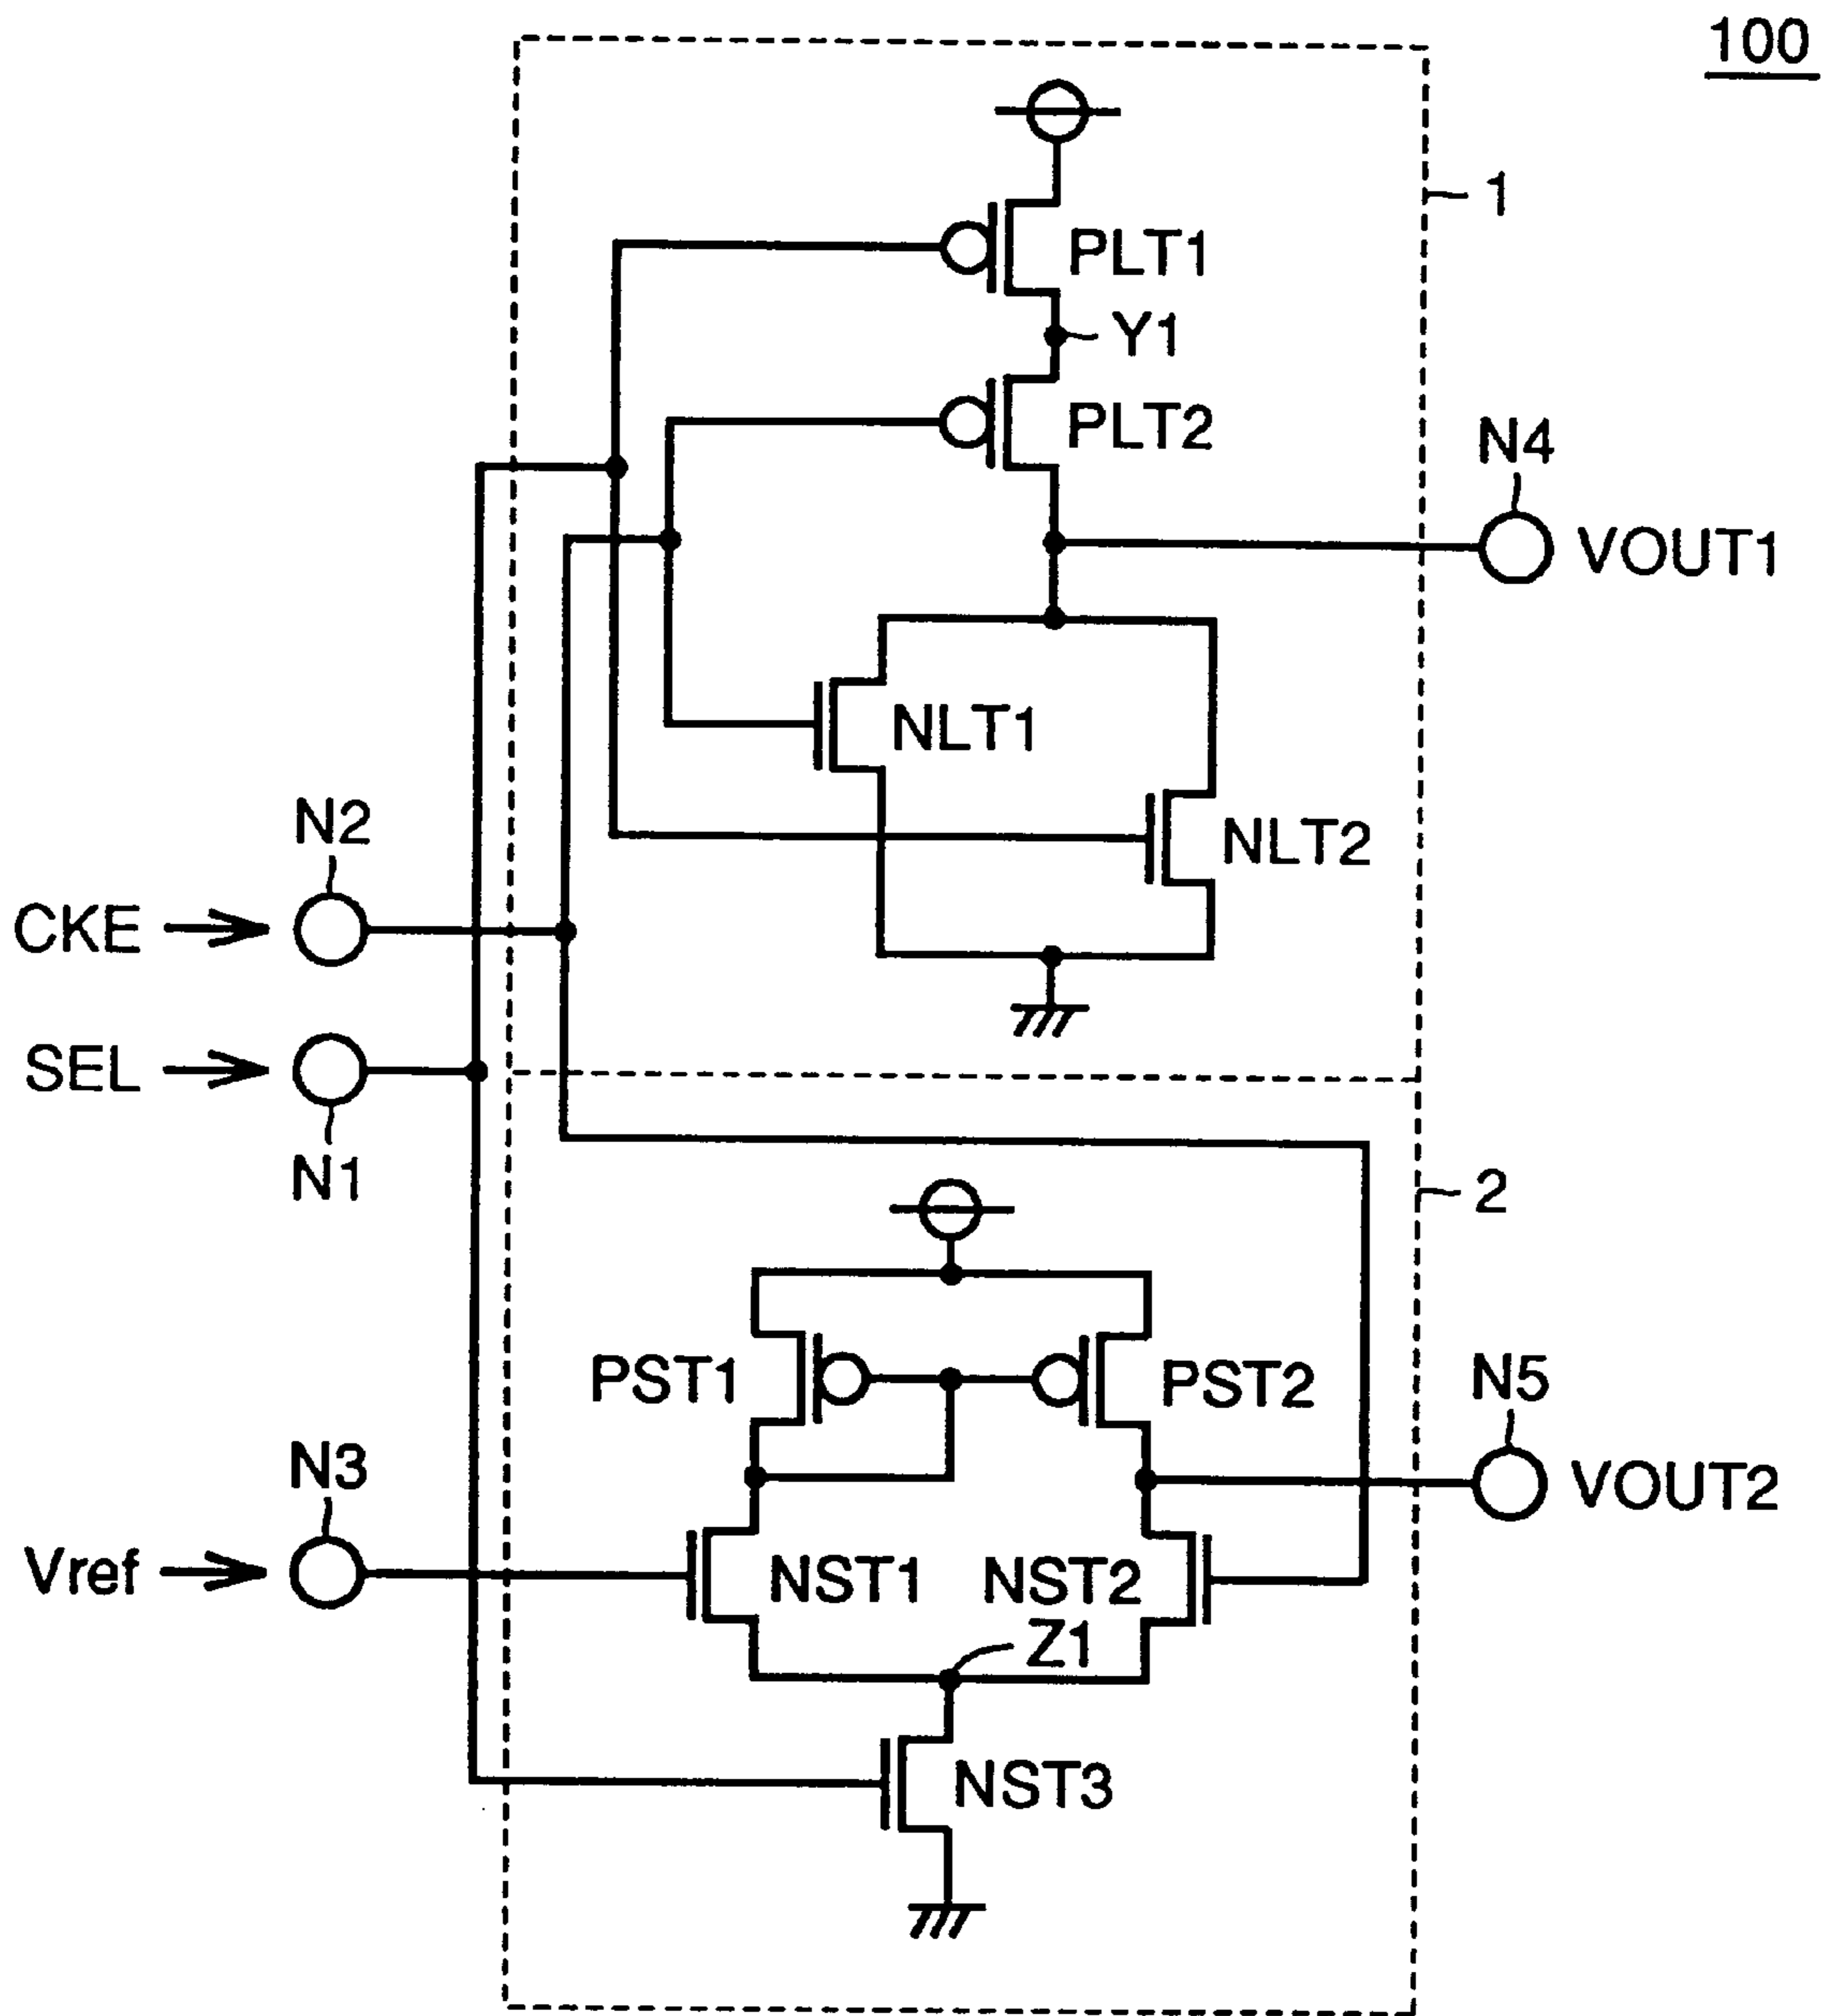 100
1
PLT1
Y1
PLT2
N4
VOUT1
NLT1
N2
NLT2
CKE
SEL
N1
2
PST1
PST2
N5
N3
VOUT2
Vref
NST1
NST2
Z1
NST3